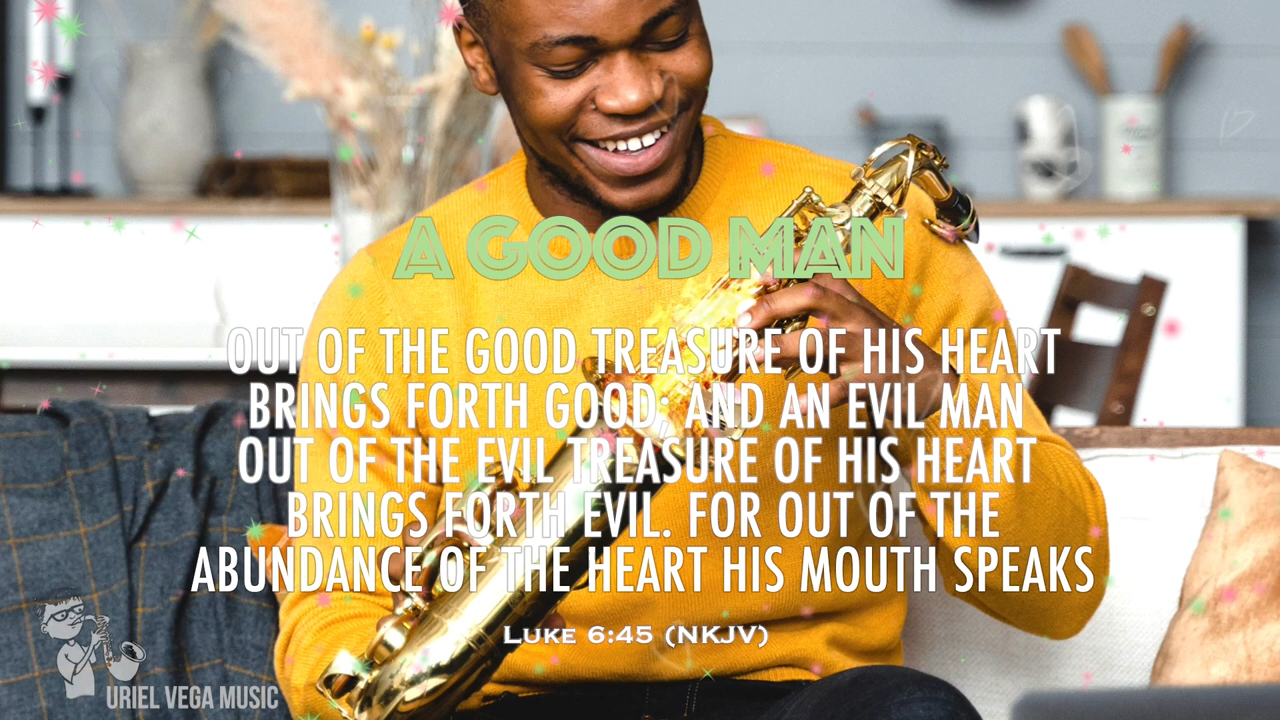 A GOOD MAN
OUT OF THE GOOD TREASURE OF HIS HEART
BRINGS FORTH GOOD; AND AN EVIL MAN
OUT OF THE EVIL TREASURE OF HIS HEART
BRINGS FORTH EVIL. FOR OUT OF THE
ABUNDANCE OF THE HEART HIS MOUTH SPEAKS
Luke 6:45 (NKJV)
URIEL VEGA MUSIC